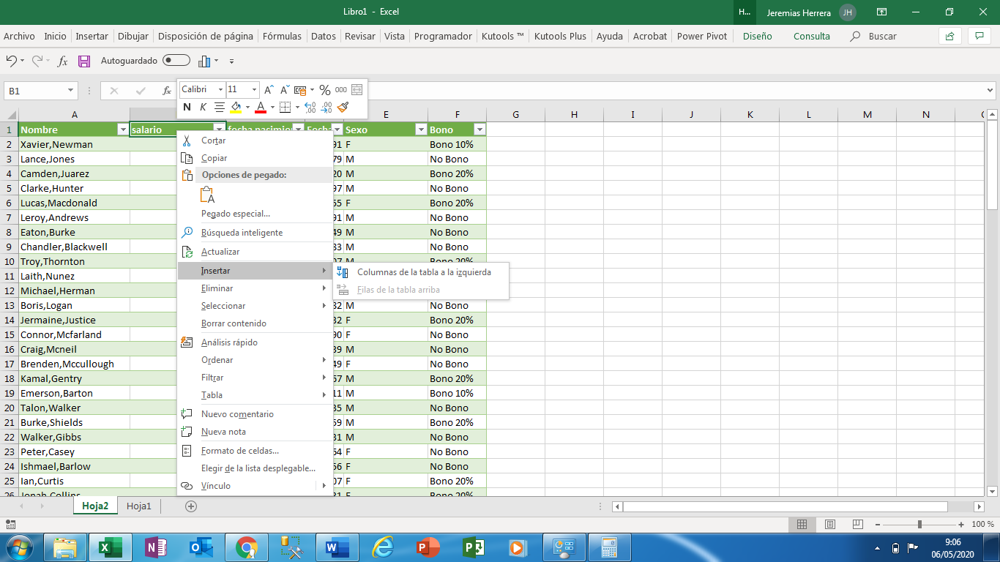 Libro1 - Excel
H...
Jeremias Herrera
JH
Archivo Inicio Insertar Dibujar Disposición de página Fórmulas Datos Revisar Vista Programador Kutools ™ Kutools Plus Ayuda Acrobat Power Pivot Diseño Consulta Buscar
fx Autoguardado
B1 fx
Calibri 11 A A % 000
N K A
A E F G H I J K L M N
1 Nombre salario fecha nacimien Fecha Sexo Bono
2 Xavier,Newman 91 F Bono 10%
3 Lance,Jones 79 M No Bono
4 Camden,Juarez 20 M Bono 20%
5 Clarke,Hunter 97 M No Bono
6 Lucas,Macdonald 55 F Bono 20%
7 Leroy,Andrews 91 M No Bono
8 Eaton,Burke 49 M No Bono
9 Chandler,Blackwell 83 M No Bono
10 Troy,Thornton 07 M Bono 20%
11 Laith,Nunez
12 Michael,Herman
13 Boris,Logan 82 M No Bono
14 Jermaine,Justice 82 F Bono 20%
15 Connor,Mcfarland 90 F No Bono
16 Craig,Mcneil 89 M No Bono
17 Brenden,Mccullough 49 F No Bono
18 Kamal,Gentry 67 M Bono 20%
19 Emerson,Barton 11 M Bono 10%
20 Talon,Walker 85 M No Bono
21 Burke,Shields 69 M Bono 20%
22 Walker,Gibbs 31 M No Bono
23 Peter,Casey 64 F No Bono
24 Ishmael,Barlow 56 F No Bono
25 Ian,Curtis 07 F Bono 20%
26 Jonah,Collins F Bono 20%
Cortar
Copiar
Opciones de pegado:
A
Pegado especial...
Búsqueda inteligente
Actualizar
Insertar
Eliminar
Seleccionar
Borrar contenido
Análisis rápido
Ordenar
Filtrar
Tabla
Nuevo comentario
Nueva nota
Formato de celdas...
Elegir de la lista desplegable...
Vínculo
Columnas de la tabla a la izquierda
Filas de la tabla arriba
Hoja2 Hoja1
100 %
9:06
06/05/2020